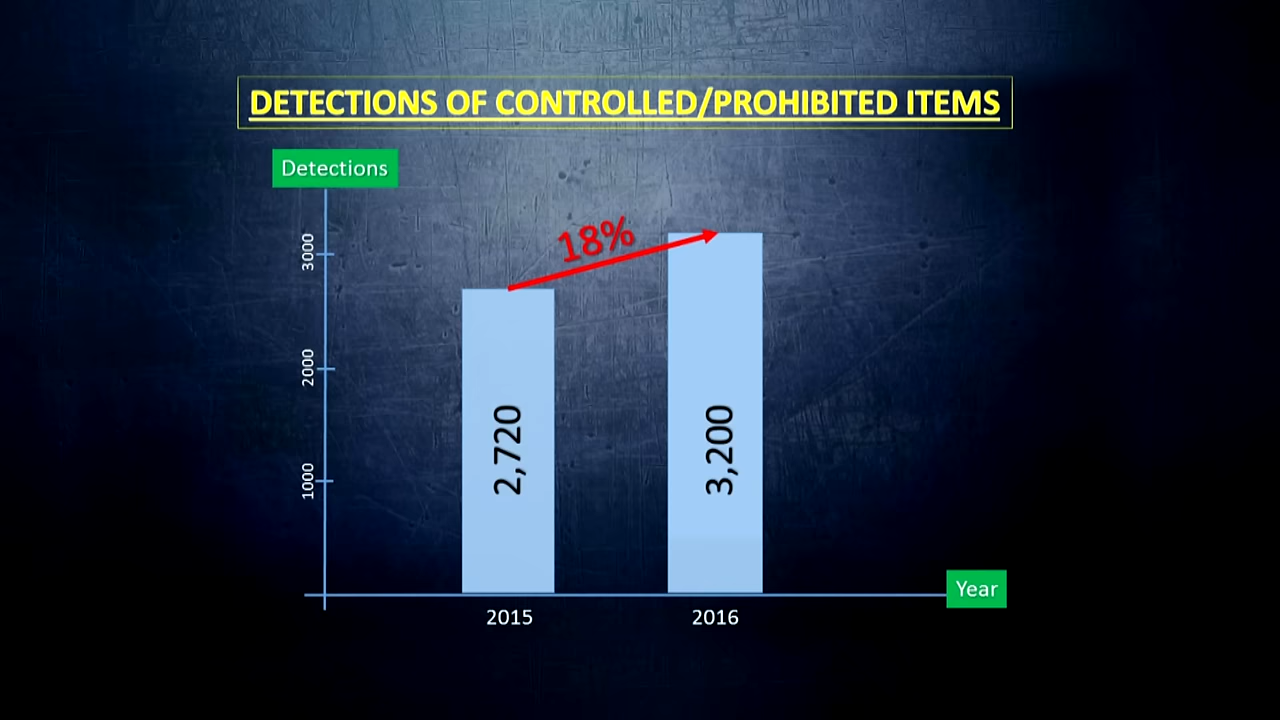 DETECTIONS OF CONTROLLED/PROHIBITED ITEMS
Detections
18%
3000
2000
1000
2,720
3,200
2015
2016
Year